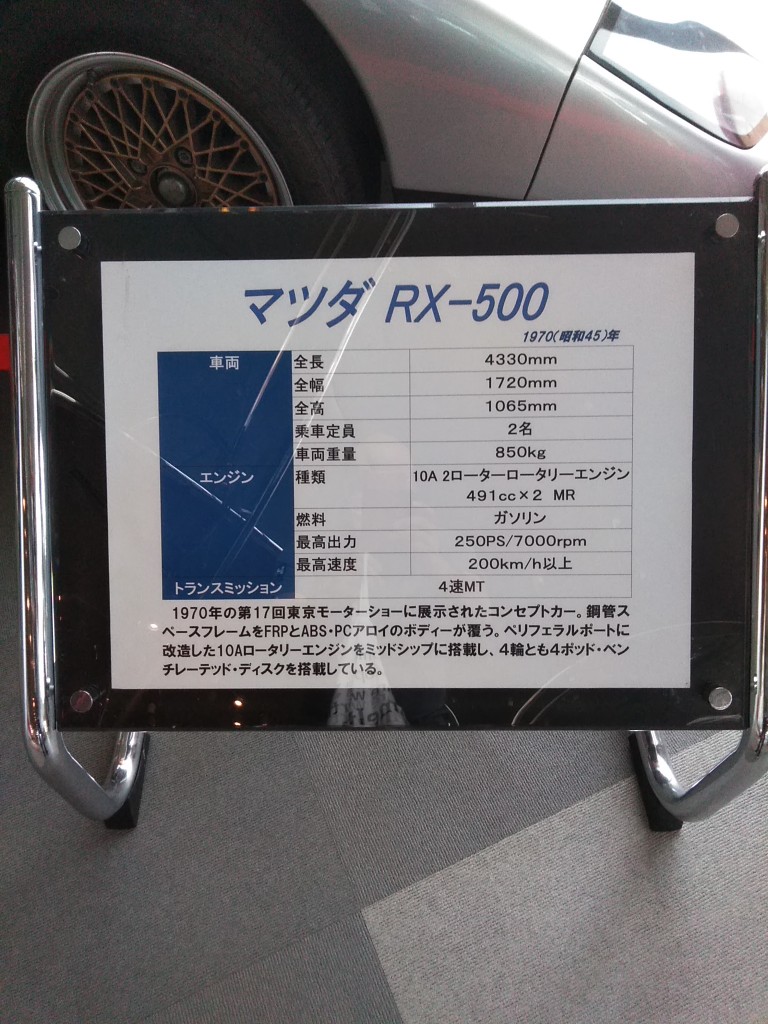 マツダ RX-500
1970(昭和45)年
車両 全長 4330mm
全幅 1720mm
全高 1065mm
乗車定員 2名
車両重量 850kg
エンジン 種類 10A 2ローターロータリーエンジン
491cc×2 MR
燃料 ガソリン
最高出力 250PS/7000rpm
最高速度 200km/h以上
トランスミッション 4速MT
1970年の第17回東京モーターショーに展示されたコンセプトカー。鋼管ス
ペースフレームをFRPとABS・PCアロイのボディーが覆う。ペリフェラルポートに
改造した10Aロータリーエンジンをミッドシップに搭載し、4輪とも4ポッド・ベン
チレーテッド・ディスクを搭載している。